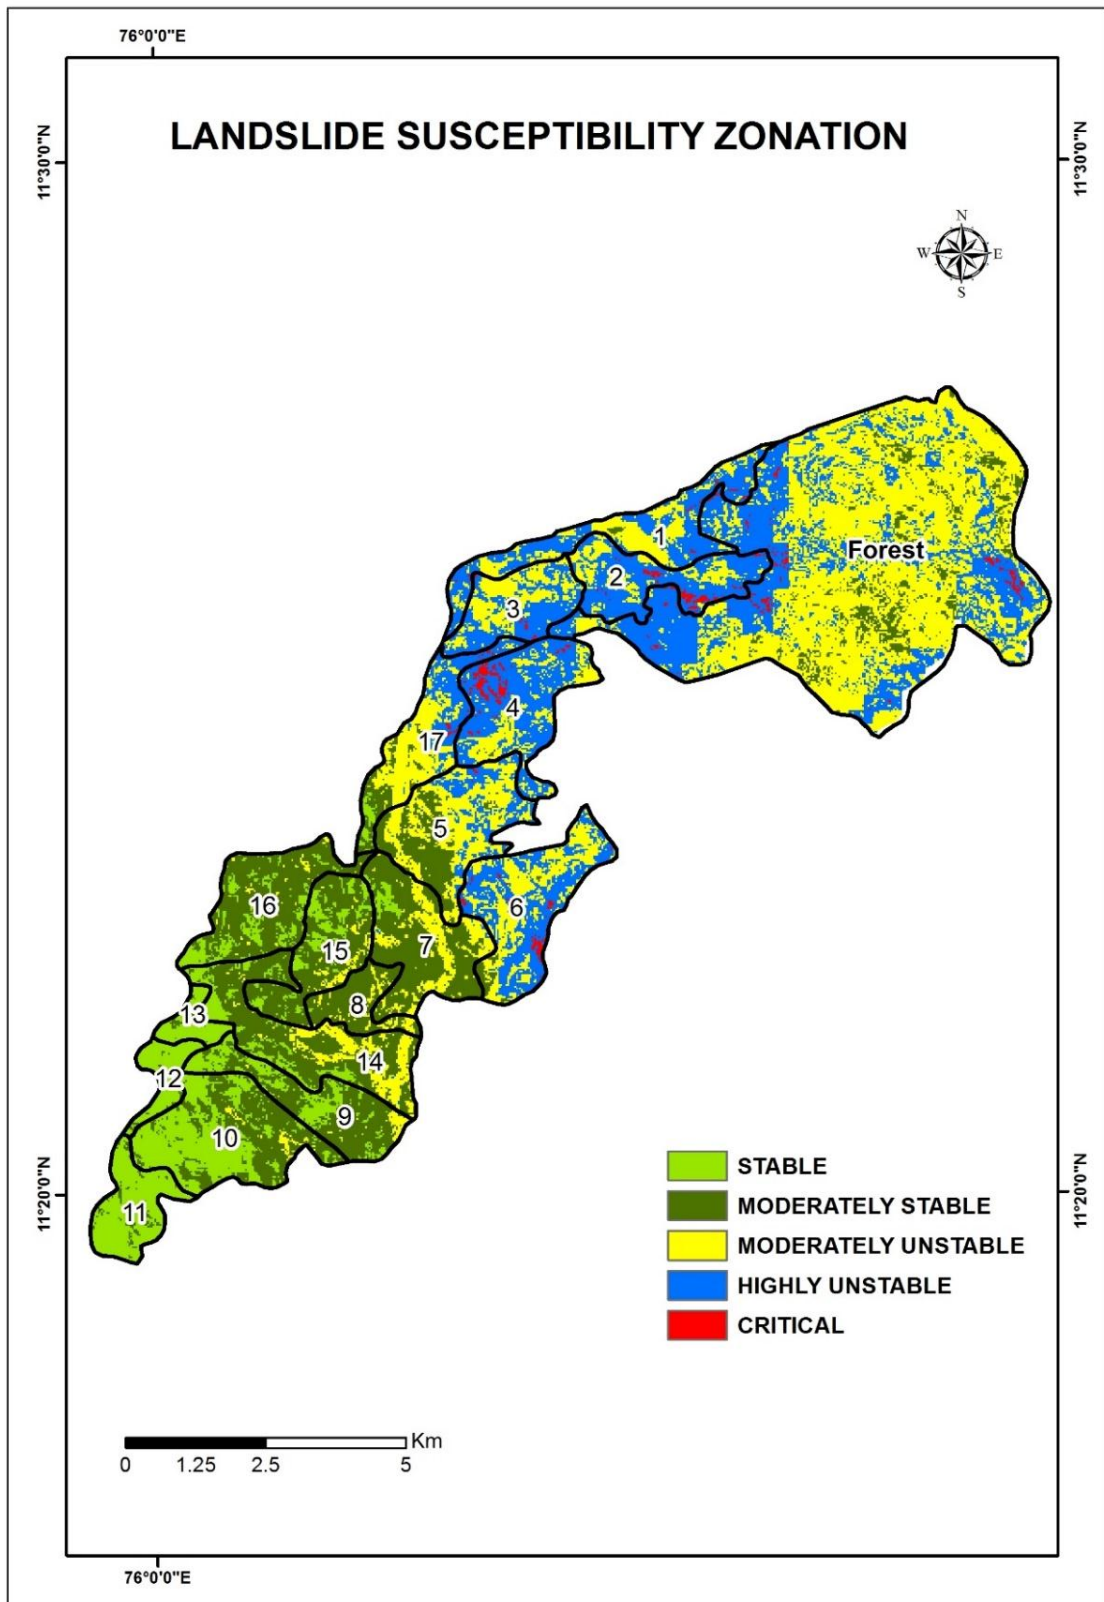 76°0'0"E
LANDSLIDE SUSCEPTIBILITY ZONATION
11°30'0"N
11°30'0"N
N
W
E
S
1
Forest
2
3
4
17
5
16
6
7
15
8
13
14
12
9
10
11
11°20'0"N
11°20'0"N
STABLE
MODERATELY STABLE
MODERATELY UNSTABLE
HIGHLY UNSTABLE
CRITICAL
Km
0 1.25 2.5 5
76°0'0"E